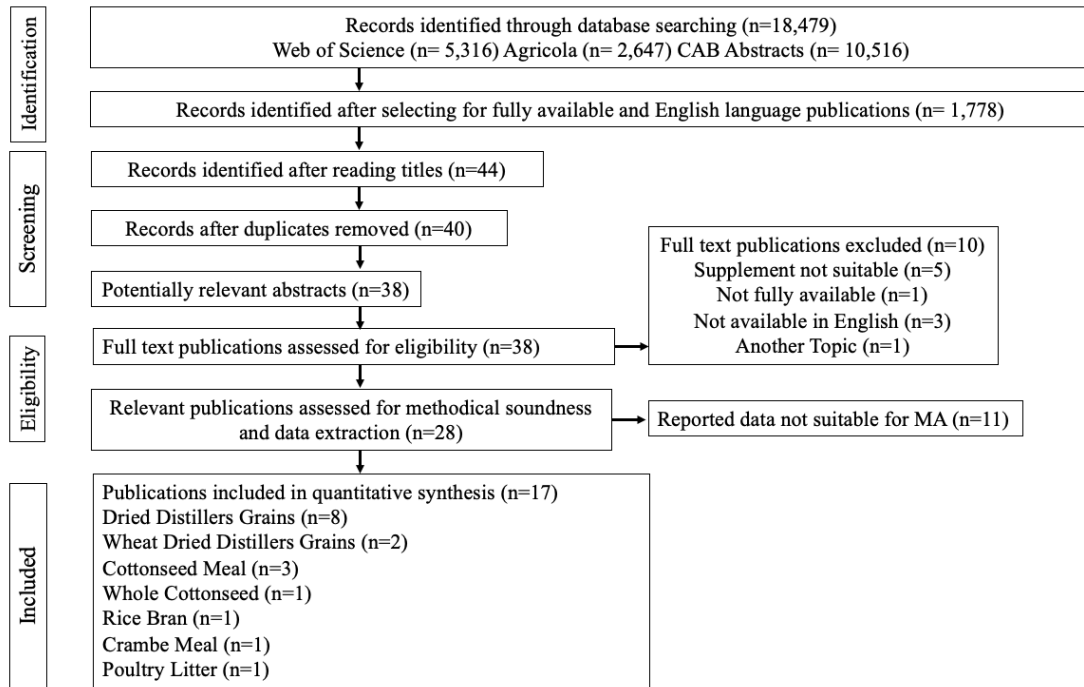 Identification
Records identified through database searching (n=18,479)
Web of Science (n= 5,316) Agricola (n= 2,647) CAB Abstracts (n= 10,516)
Records identified after selecting for fully available and English language publications (n= 1,778)
Screening
Records identified after reading titles (n=44)
Records after duplicates removed (n=40)
Potentially relevant abstracts (n=38)
Full text publications excluded (n=10)
Supplement not suitable (n=5)
Not fully available (n=1)
Not available in English (n=3)
Another Topic (n=1)
Eligibility
Full text publications assessed for eligibility (n=38)
Relevant publications assessed for methodical soundness
and data extraction (n=28)
Reported data not suitable for MA (n=11)
Included
Publications included in quantitative synthesis (n=17)
Dried Distillers Grains (n=8)
Wheat Dried Distillers Grains (n=2)
Cottonseed Meal (n=3)
Whole Cottonseed (n=1)
Rice Bran (n=1)
Crambe Meal (n=1)
Poultry Litter (n=1)